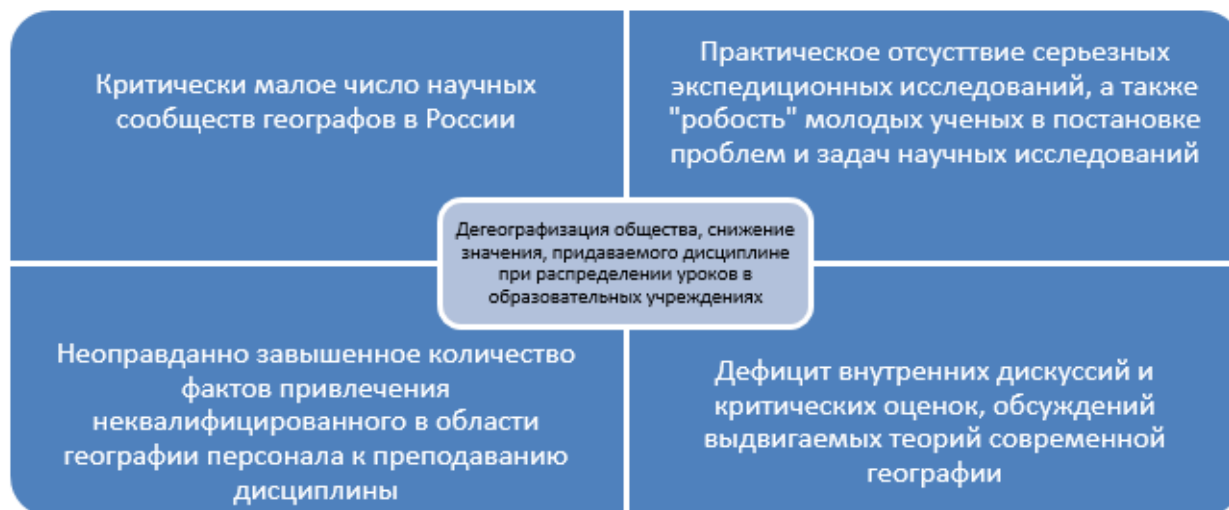 Критически малое число научных
сообществ географов в России
Практическое отсусттвие серьезных
экспедиционных исследований, а также
"робость" молодых ученых в постановке
проблем и задач научных исследований
Дегеографизация общества, снижение
значения, придаваемого дисциплине
при распределении уроков в
образовательных учреждениях
Неоправданно завышенное количество
фактов привлечения
неквалифицированного в области
географии персонала к преподаванию
дисциплины
Дефицит внутренних дискуссий и
критических оценок, обсуждений
выдвигаемых теорий современной
географии